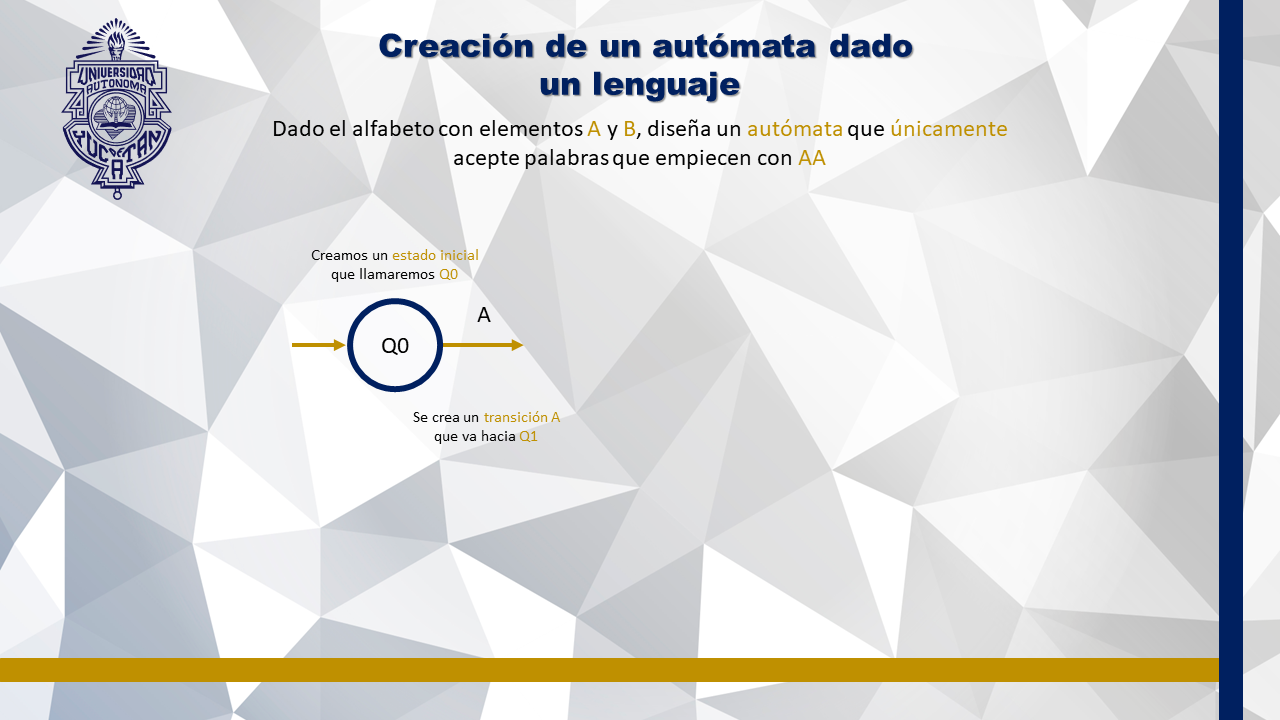 UNIVERSIDAD
AUTONOMA
DE
YUCATAN
Creación de un autómata dado
un lenguaje
Dado el alfabeto con elementos A y B, diseña un autómata que únicamente
acepte palabras que empiecen con AA
Creamos un estado inicial
que llamaremos Q0
A
Q0
Se crea un transición A
que va hacia Q1